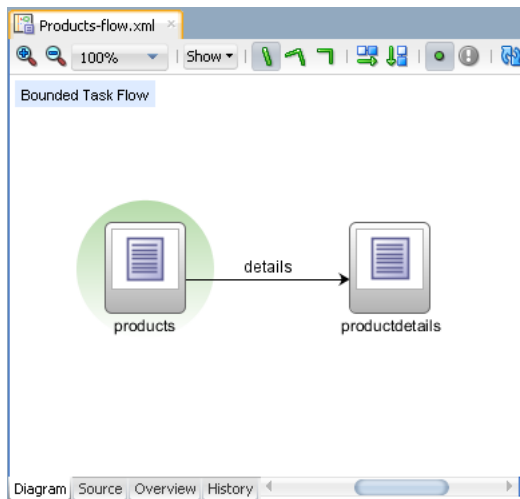 Products-flow.xml
100% Show
Bounded Task Flow
details
products
productdetails
Diagram Source Overview History